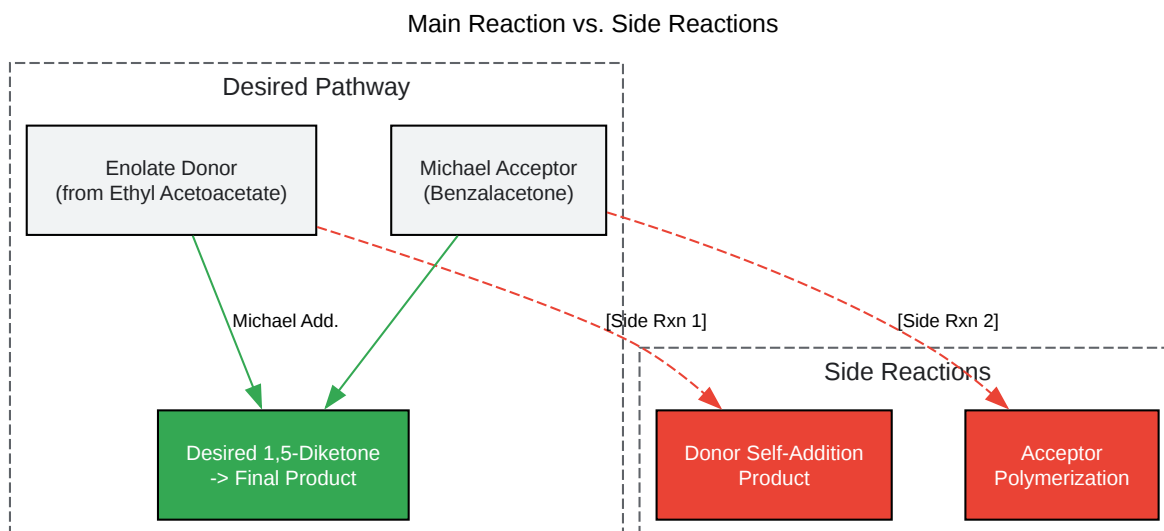 Main Reaction vs. Side Reactions
Desired Pathway
Enolate Donor
(from Ethyl Acetoacetate)
Michael Acceptor
(Benzalacetone)
Michael Add.
[Side Rxn 1]
[Side Rxn 2]
Side Reactions
Desired 1,5-Diketone
-> Final Product
Donor Self-Addition
Product
Acceptor
Polymerization